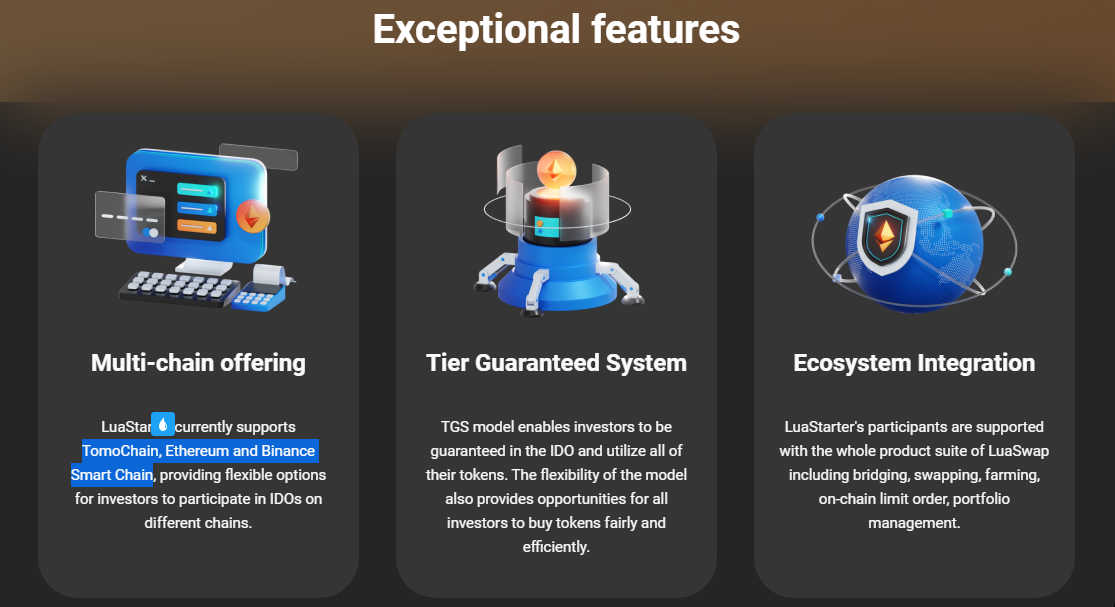 Exceptional features
Multi-chain offering
LuaStar currently supports
TomoChain, Ethereum and Binance
Smart Chain, providing flexible options
for investors to participate in IDOs on
different chains.
Tier Guaranteed System
TGS model enables investors to be
guaranteed in the IDO and utilize all of
their tokens. The flexibility of the model
also provides opportunities for all
investors to buy tokens fairly and
efficiently.
Ecosystem Integration
LuaStarter's participants are supported
with the whole product suite of LuaSwap
including bridging, swapping, farming,
on-chain limit order, portfolio
management.